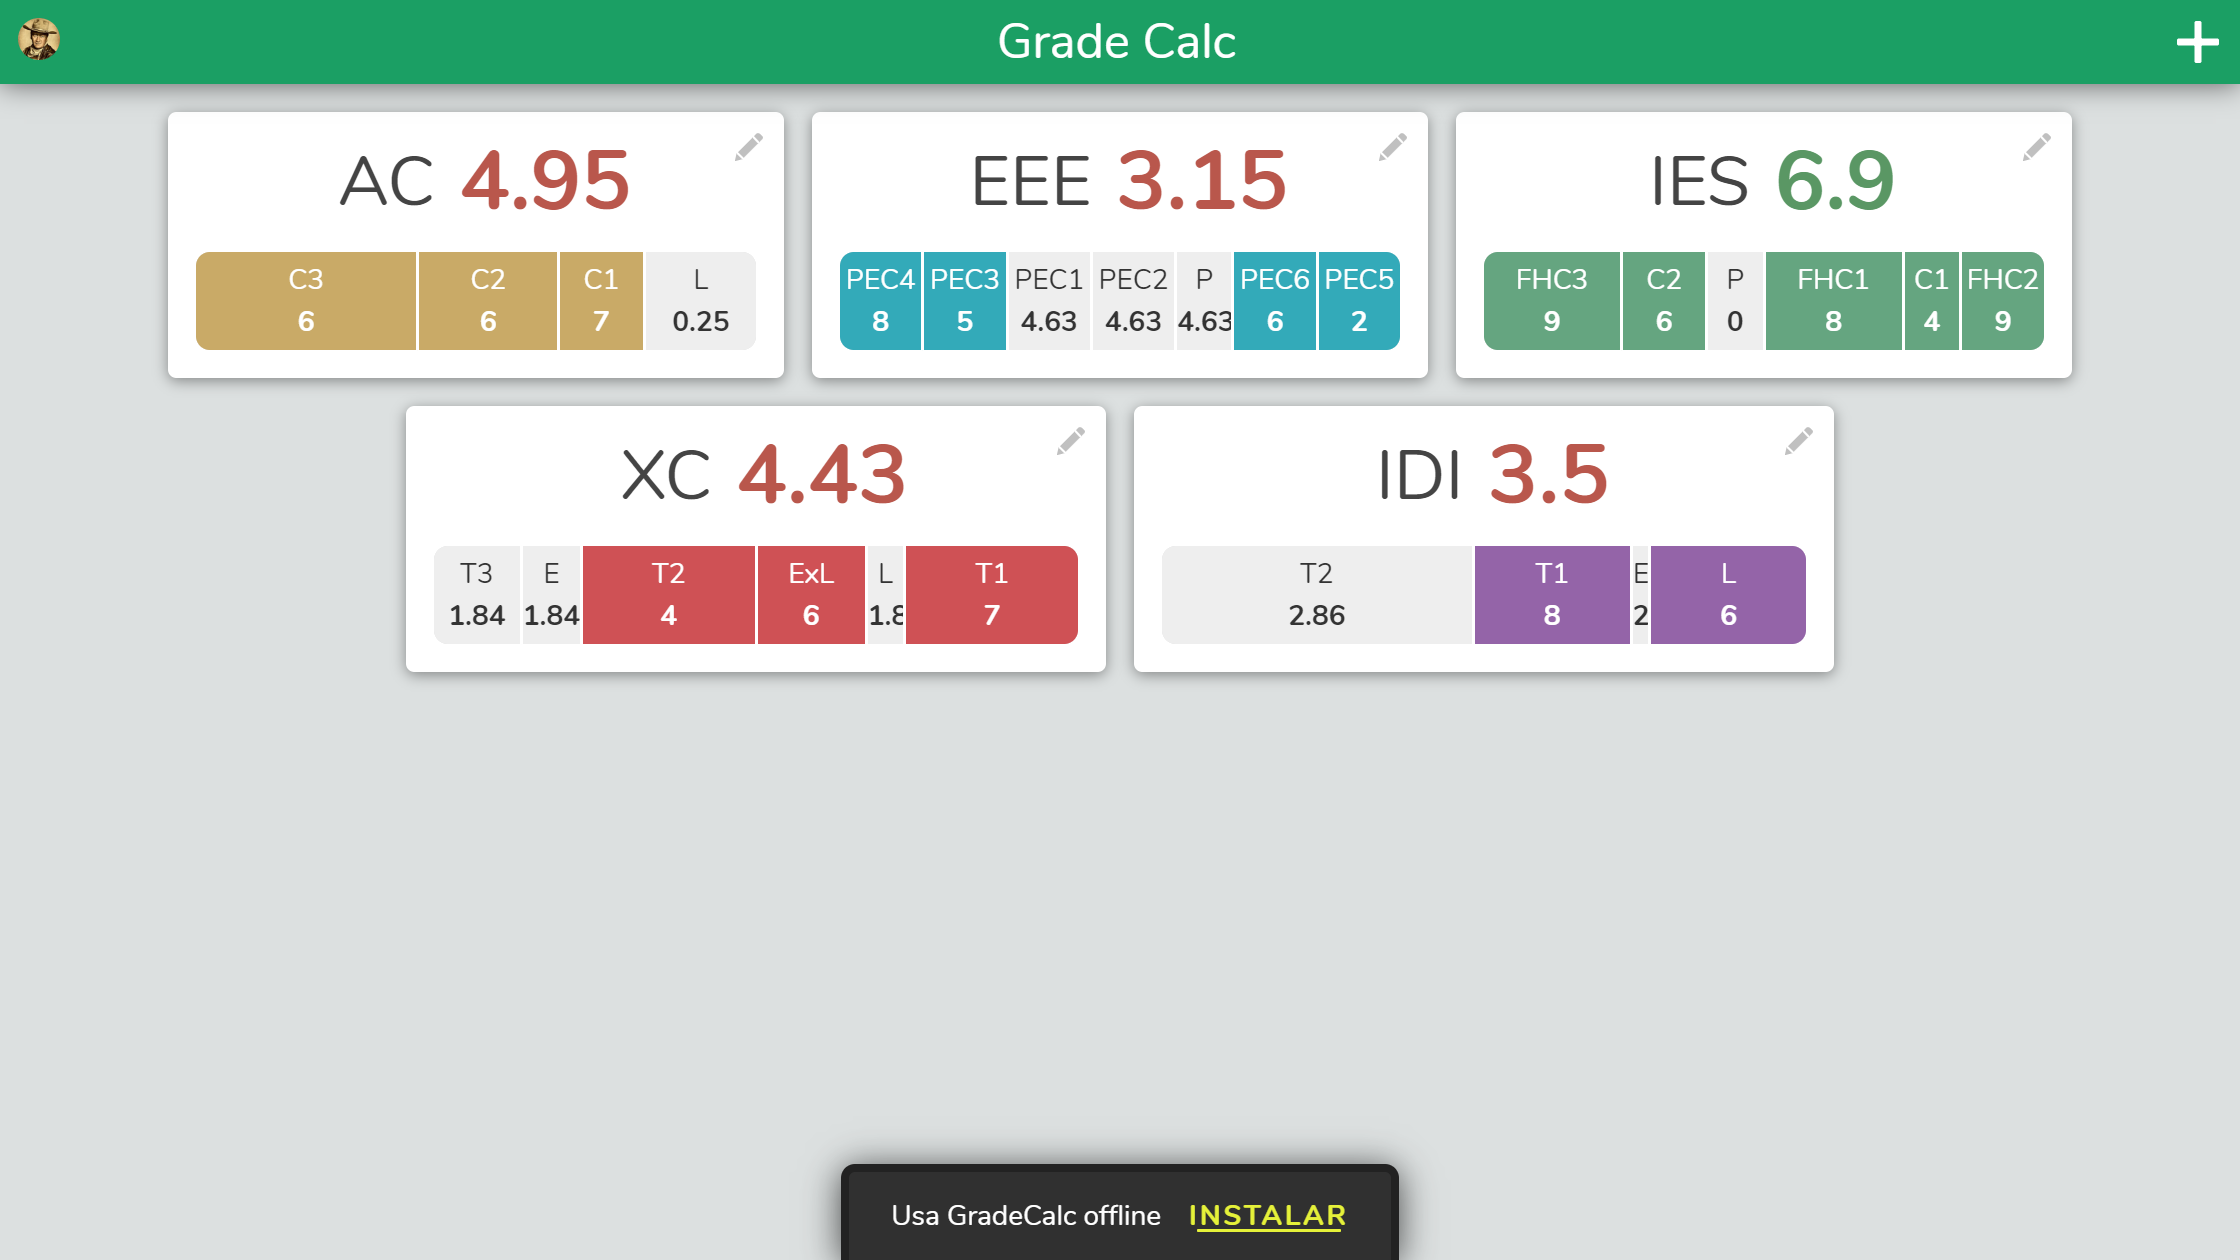 Grade Calc
AC 4.95
C3 C2 C1 L
6 6 7 0.25
EEE 3.15
PEC4 PEC3 PEC1 PEC2 P PEC6 PEC5
8 5 4.63 4.63 4.63 6 2
IES 6.9
FHC3 C2 P FHC1 C1 FHC2
9 6 0 8 4 9
XC 4.43
T3 E T2 ExL L T1
1.84 1.84 4 6 1.8 7
IDI 3.5
T2 T1 E L
2.86 8 2 6
Usa GradeCalc offline INSTALAR